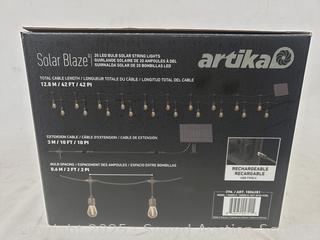 Solar Blaze
20 LED BULB SOLAR STRING LIGHTS
GUIRLANDE SOLAIRE DE 20 AMPOULES À DEL
GUIRNALDA SOLAR DE 20 BOMBILLAS LED
artika
TOTAL CABLE LENGTH / LONGUEUR TOTALE DU CÂBLE / LONGITUD TOTAL DEL CABLE
12.8 M / 42 FT / 42 PI
EXTENSION CABLE / CÂBLE D'EXTENSION / CABLE DE EXTENSIÓN
3 M / 10 FT / 10 PI
BULB SPACING / ESPACEMENT DES AMPOULES / ESPACIO ENTRE BOMBILLAS
0.6 M / 2 FT / 2 PI
RECHARGEABLE
RECARGABLE